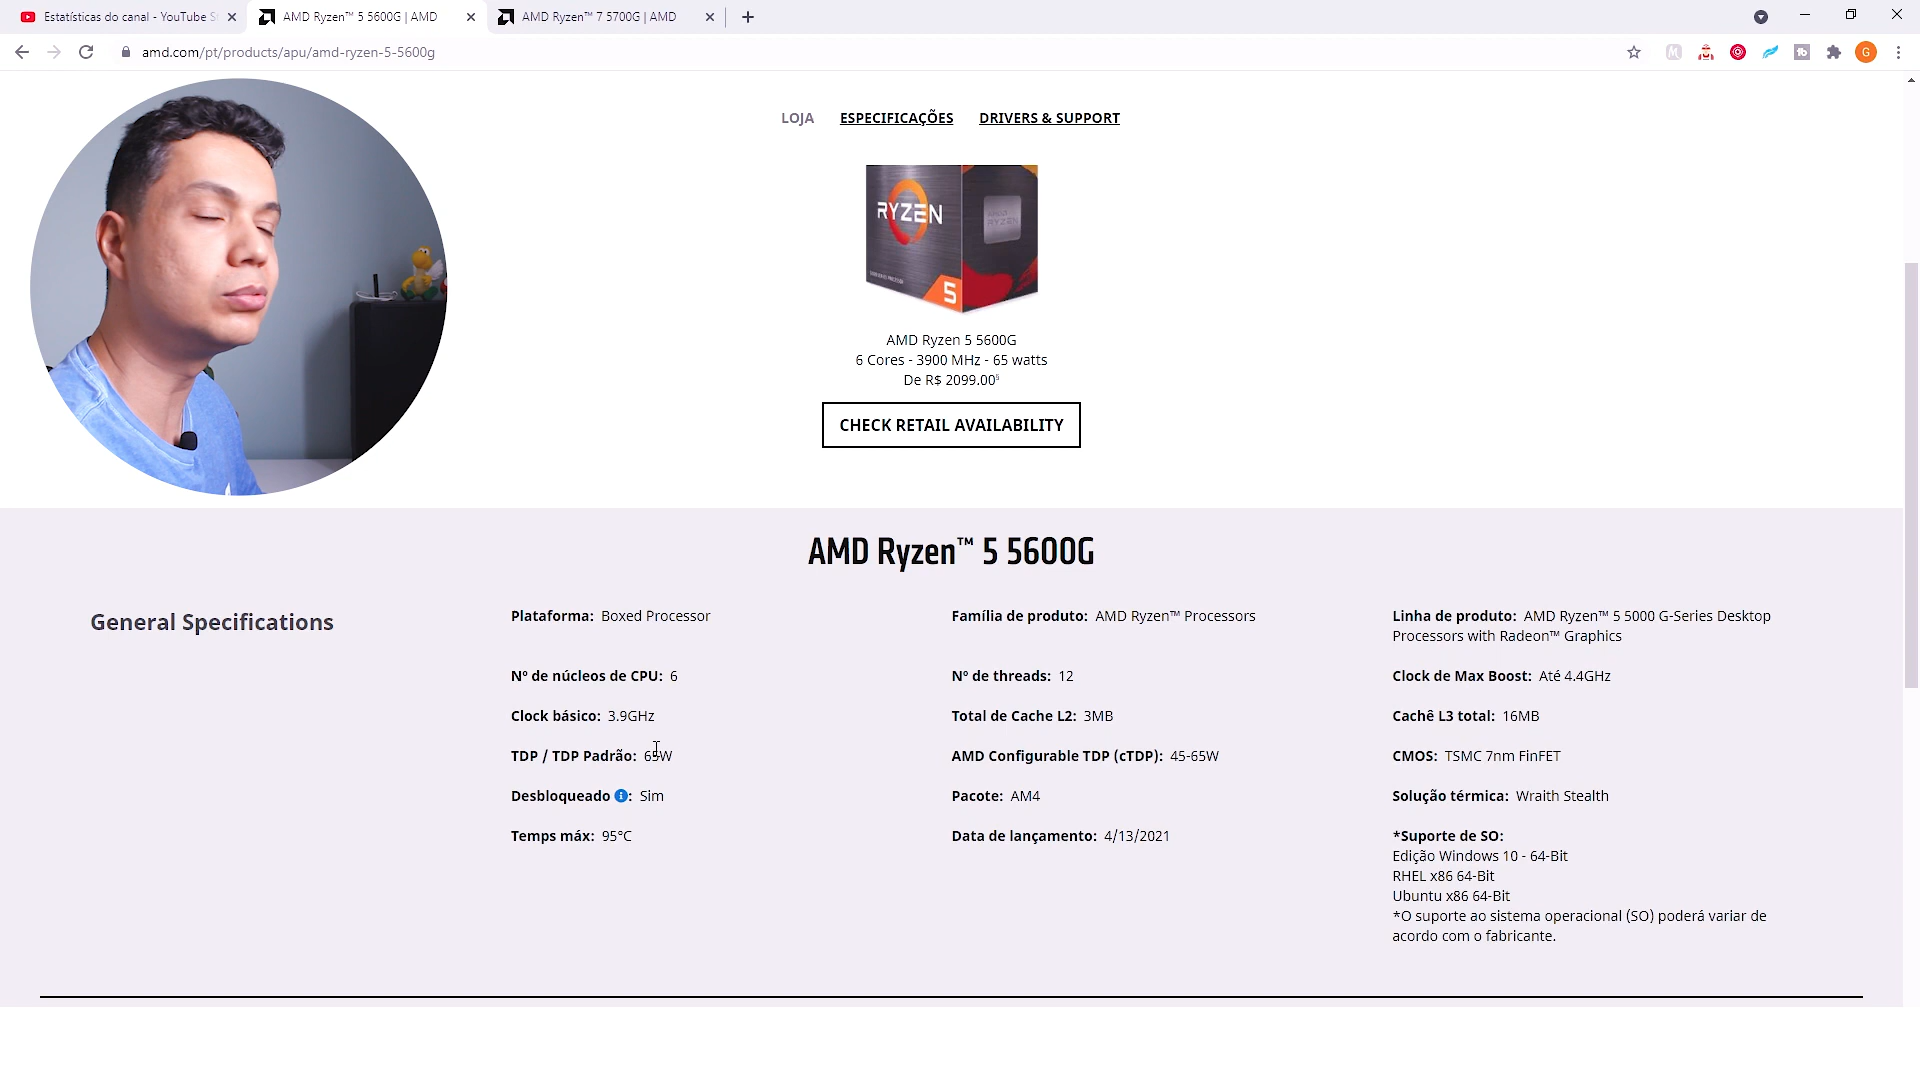 Estatísticas do canal - YouTube S
AMD Ryzen™ 5 5600G | AMD
AMD Ryzen™ 7 5700G | AMD
amd.com/pt/products/apu/amd-ryzen-5-5600g
G
LOJA ESPECIFICAÇÕES DRIVERS & SUPPORT
RYZEN
5
AMD Ryzen 5 5600G
6 Cores - 3900 MHz - 65 watts
De R$ 2099.00§
CHECK RETAIL AVAILABILITY
AMD Ryzen™ 5 5600G
General Specifications
Plataforma: Boxed Processor
Família de produto: AMD Ryzen™ Processors
Linha de produto: AMD Ryzen™ 5 5000 G-Series Desktop
Processors with Radeon™ Graphics
Nº de núcleos de CPU: 6
Nº de threads: 12
Clock de Max Boost: Até 4.4GHz
Clock básico: 3.9GHz
Total de Cache L2: 3MB
Cachê L3 total: 16MB
TDP / TDP Padrão: 65W
AMD Configurable TDP (cTDP): 45-65W
CMOS: TSMC 7nm FinFET
Desbloqueado: Sim
Pacote: AM4
Solução térmica: Wraith Stealth
Temps máx: 95°C
Data de lançamento: 4/13/2021
*Suporte de SO:
Edição Windows 10 - 64-Bit
RHEL x86 64-Bit
Ubuntu x86 64-Bit
*O suporte ao sistema operacional (SO) poderá variar de
acordo com o fabricante.